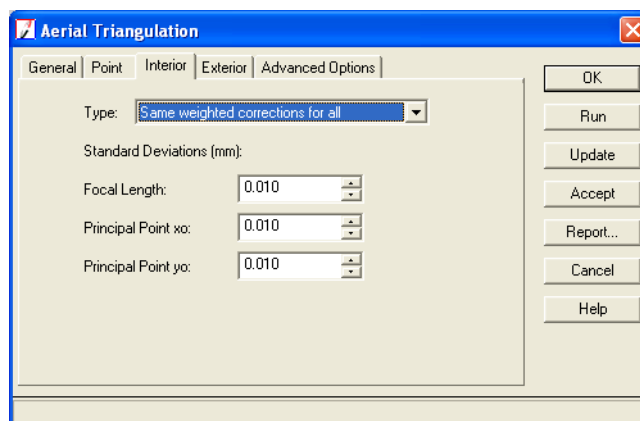 Aerial Triangulation
General Point Interior Exterior Advanced Options
Type: Same weighted corrections for all
Standard Deviations (mm):
Focal Length: 0.010
Principal Point xo: 0.010
Principal Point yo: 0.010
OK
Run
Update
Accept
Report...
Cancel
Help